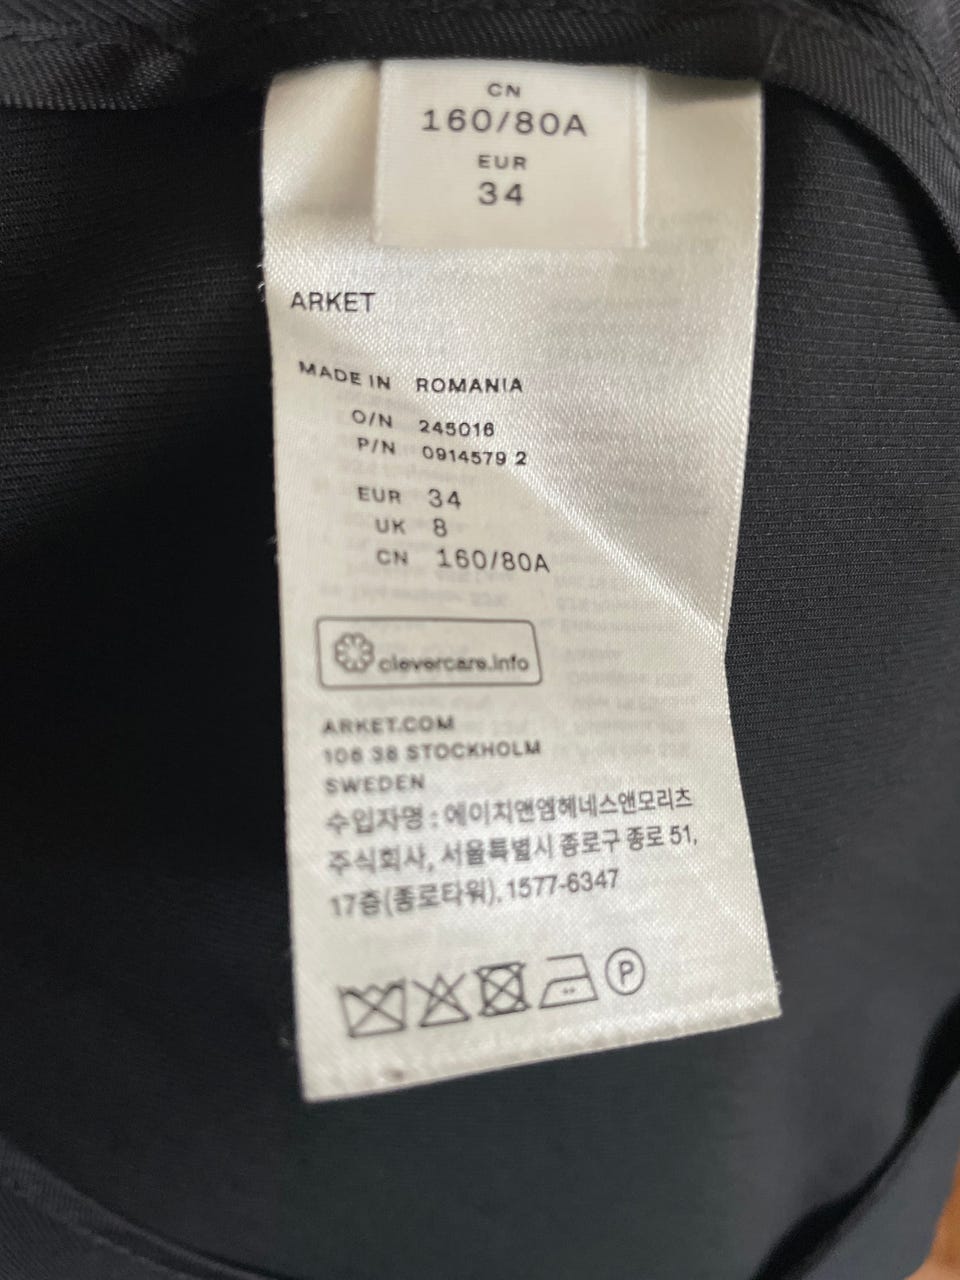 CN
160/80A
EUR
34
ARKET
MADE IN ROMANIA
O/N 245016
P/N 0914579 2
EUR 34
UK 8
CN 160/80A
clevercare.info
ARKET.COM
106 38 STOCKHOLM
SWEDEN
수입자명 : 에이치앤엠헤네스앤모리츠
주식회사, 서울특별시 종로구 종로 51,
17층(종로타워), 1577-6347
P